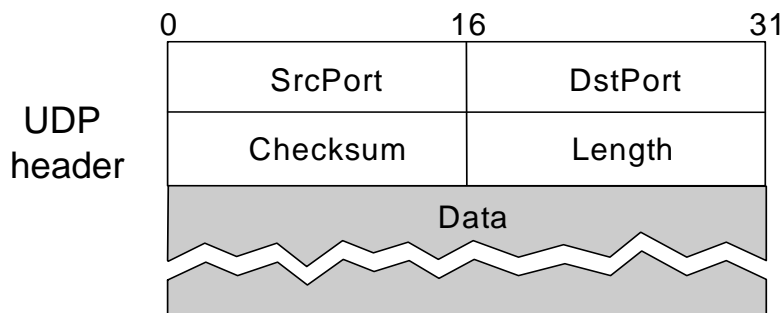 0 16 31
SrcPort DstPort
UDP
header
Checksum Length
Data